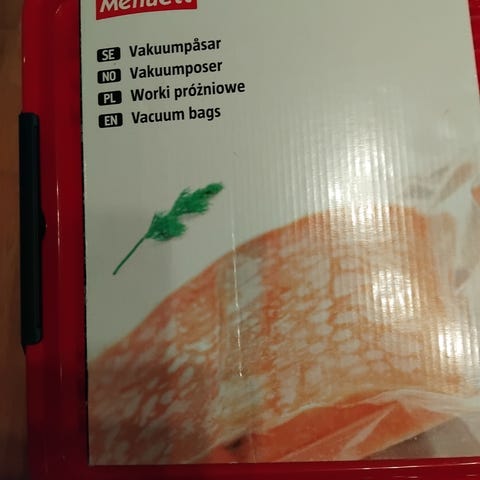 Menuett
SE Vakuumpåsar
NO Vakuumposer
PL Worki próżniowe
EN Vacuum bags